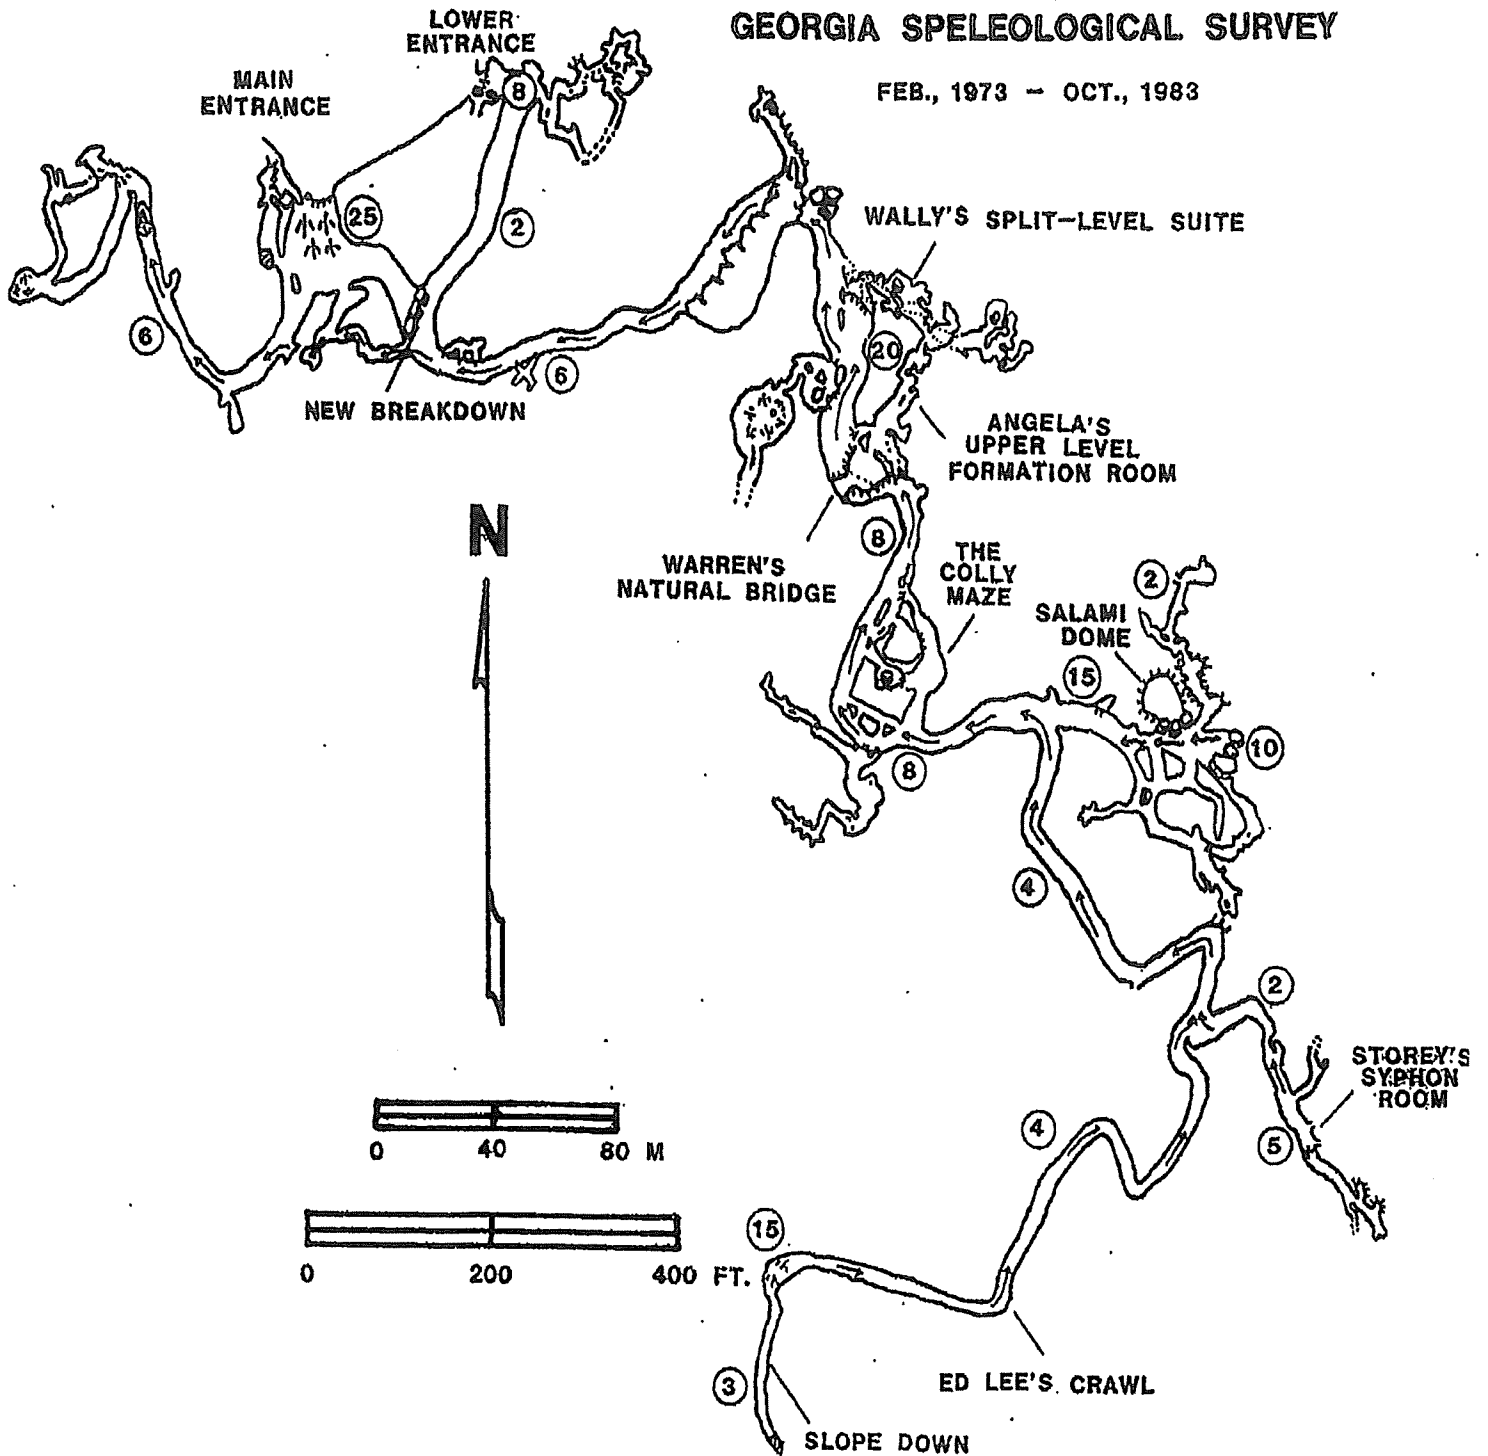 GEORGIA SPELEOLOGICAL SURVEY
FEB., 1973 - OCT., 1983
LOWER
ENTRANCE
MAIN
ENTRANCE
8
25
2
WALLY'S SPLIT-LEVEL SUITE
6
20
6
NEW BREAKDOWN
ANGELA'S
UPPER LEVEL
FORMATION ROOM
N
8
WARREN'S
NATURAL BRIDGE
THE
COLLY
MAZE
2
SALAMI
DOME
15
10
8
4
2
STOREY'S
SYPHON
ROOM
4
5
0 40 80 M
15
0 200 400 FT.
3
ED LEE'S CRAWL
SLOPE DOWN